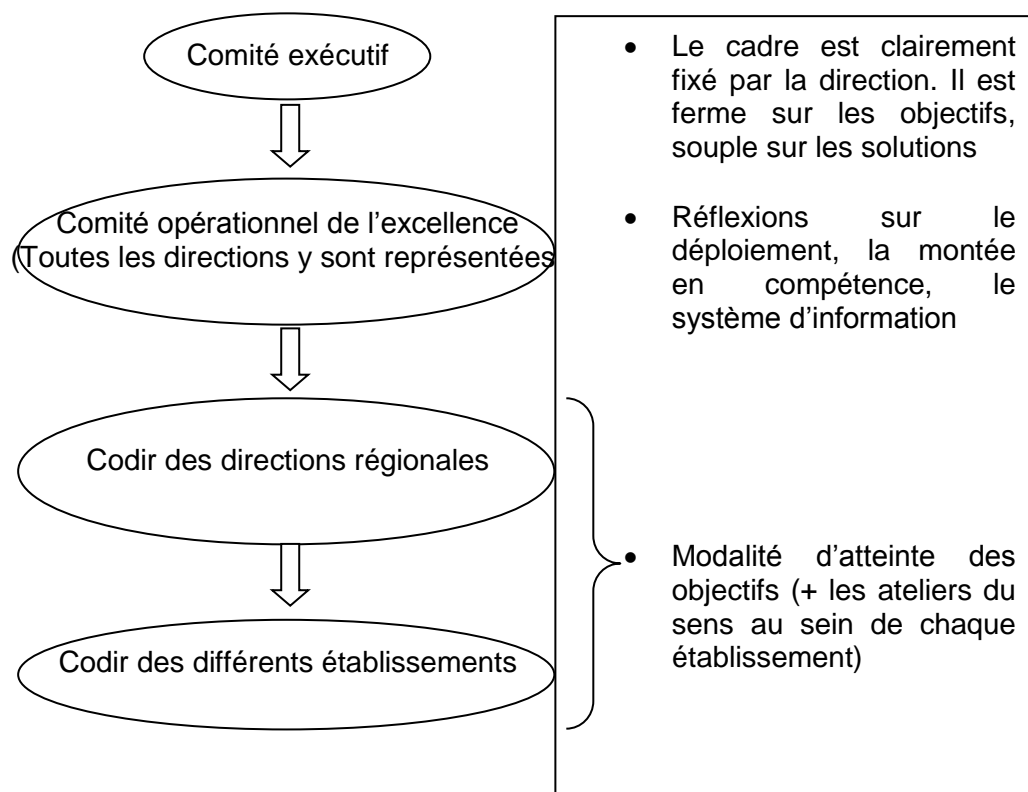 Comité exécutif
Comité opérationnel de l'excellence
(Toutes les directions y sont représentées
Codir des directions régionales
Codir des différents établissements
• Le cadre est clairement
fixé par la direction. Il est
ferme sur les objectifs,
souple sur les solutions
• Réflexions sur le
déploiement, la montée
en compétence, le
système d'information
• Modalité d'atteinte des
objectifs (+ les ateliers du
sens au sein de chaque
établissement)